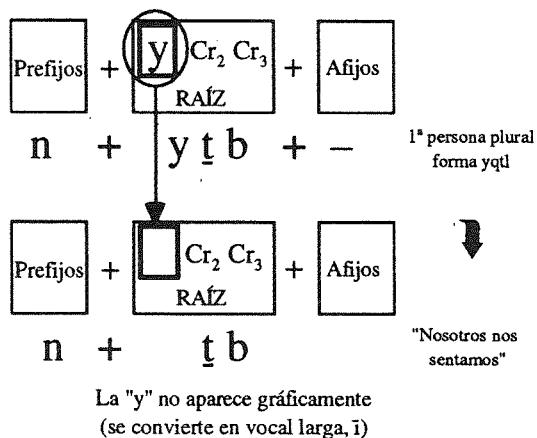 Prefijos + y Cr₂ Cr₃ + Afijos
RAÍZ
n + y ṯ b + – 1ª persona plural
forma yqtl
Prefijos + Cr₂ Cr₃ + Afijos
RAÍZ
n + ṯ b "Nosotros nos
sentamos"
La "y" no aparece gráficamente
(se convierte en vocal larga, ī)